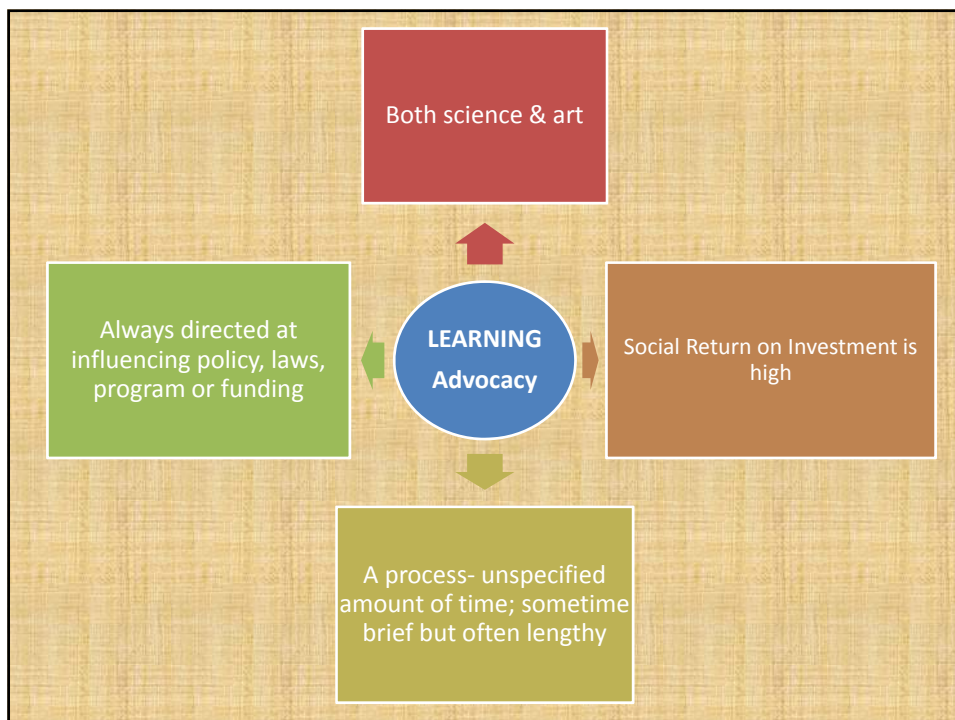 Both science & art
Always directed at
influencing policy, laws,
program or funding
LEARNING
Advocacy
Social Return on Investment is
high
A process- unspecified
amount of time; sometime
brief but often lengthy